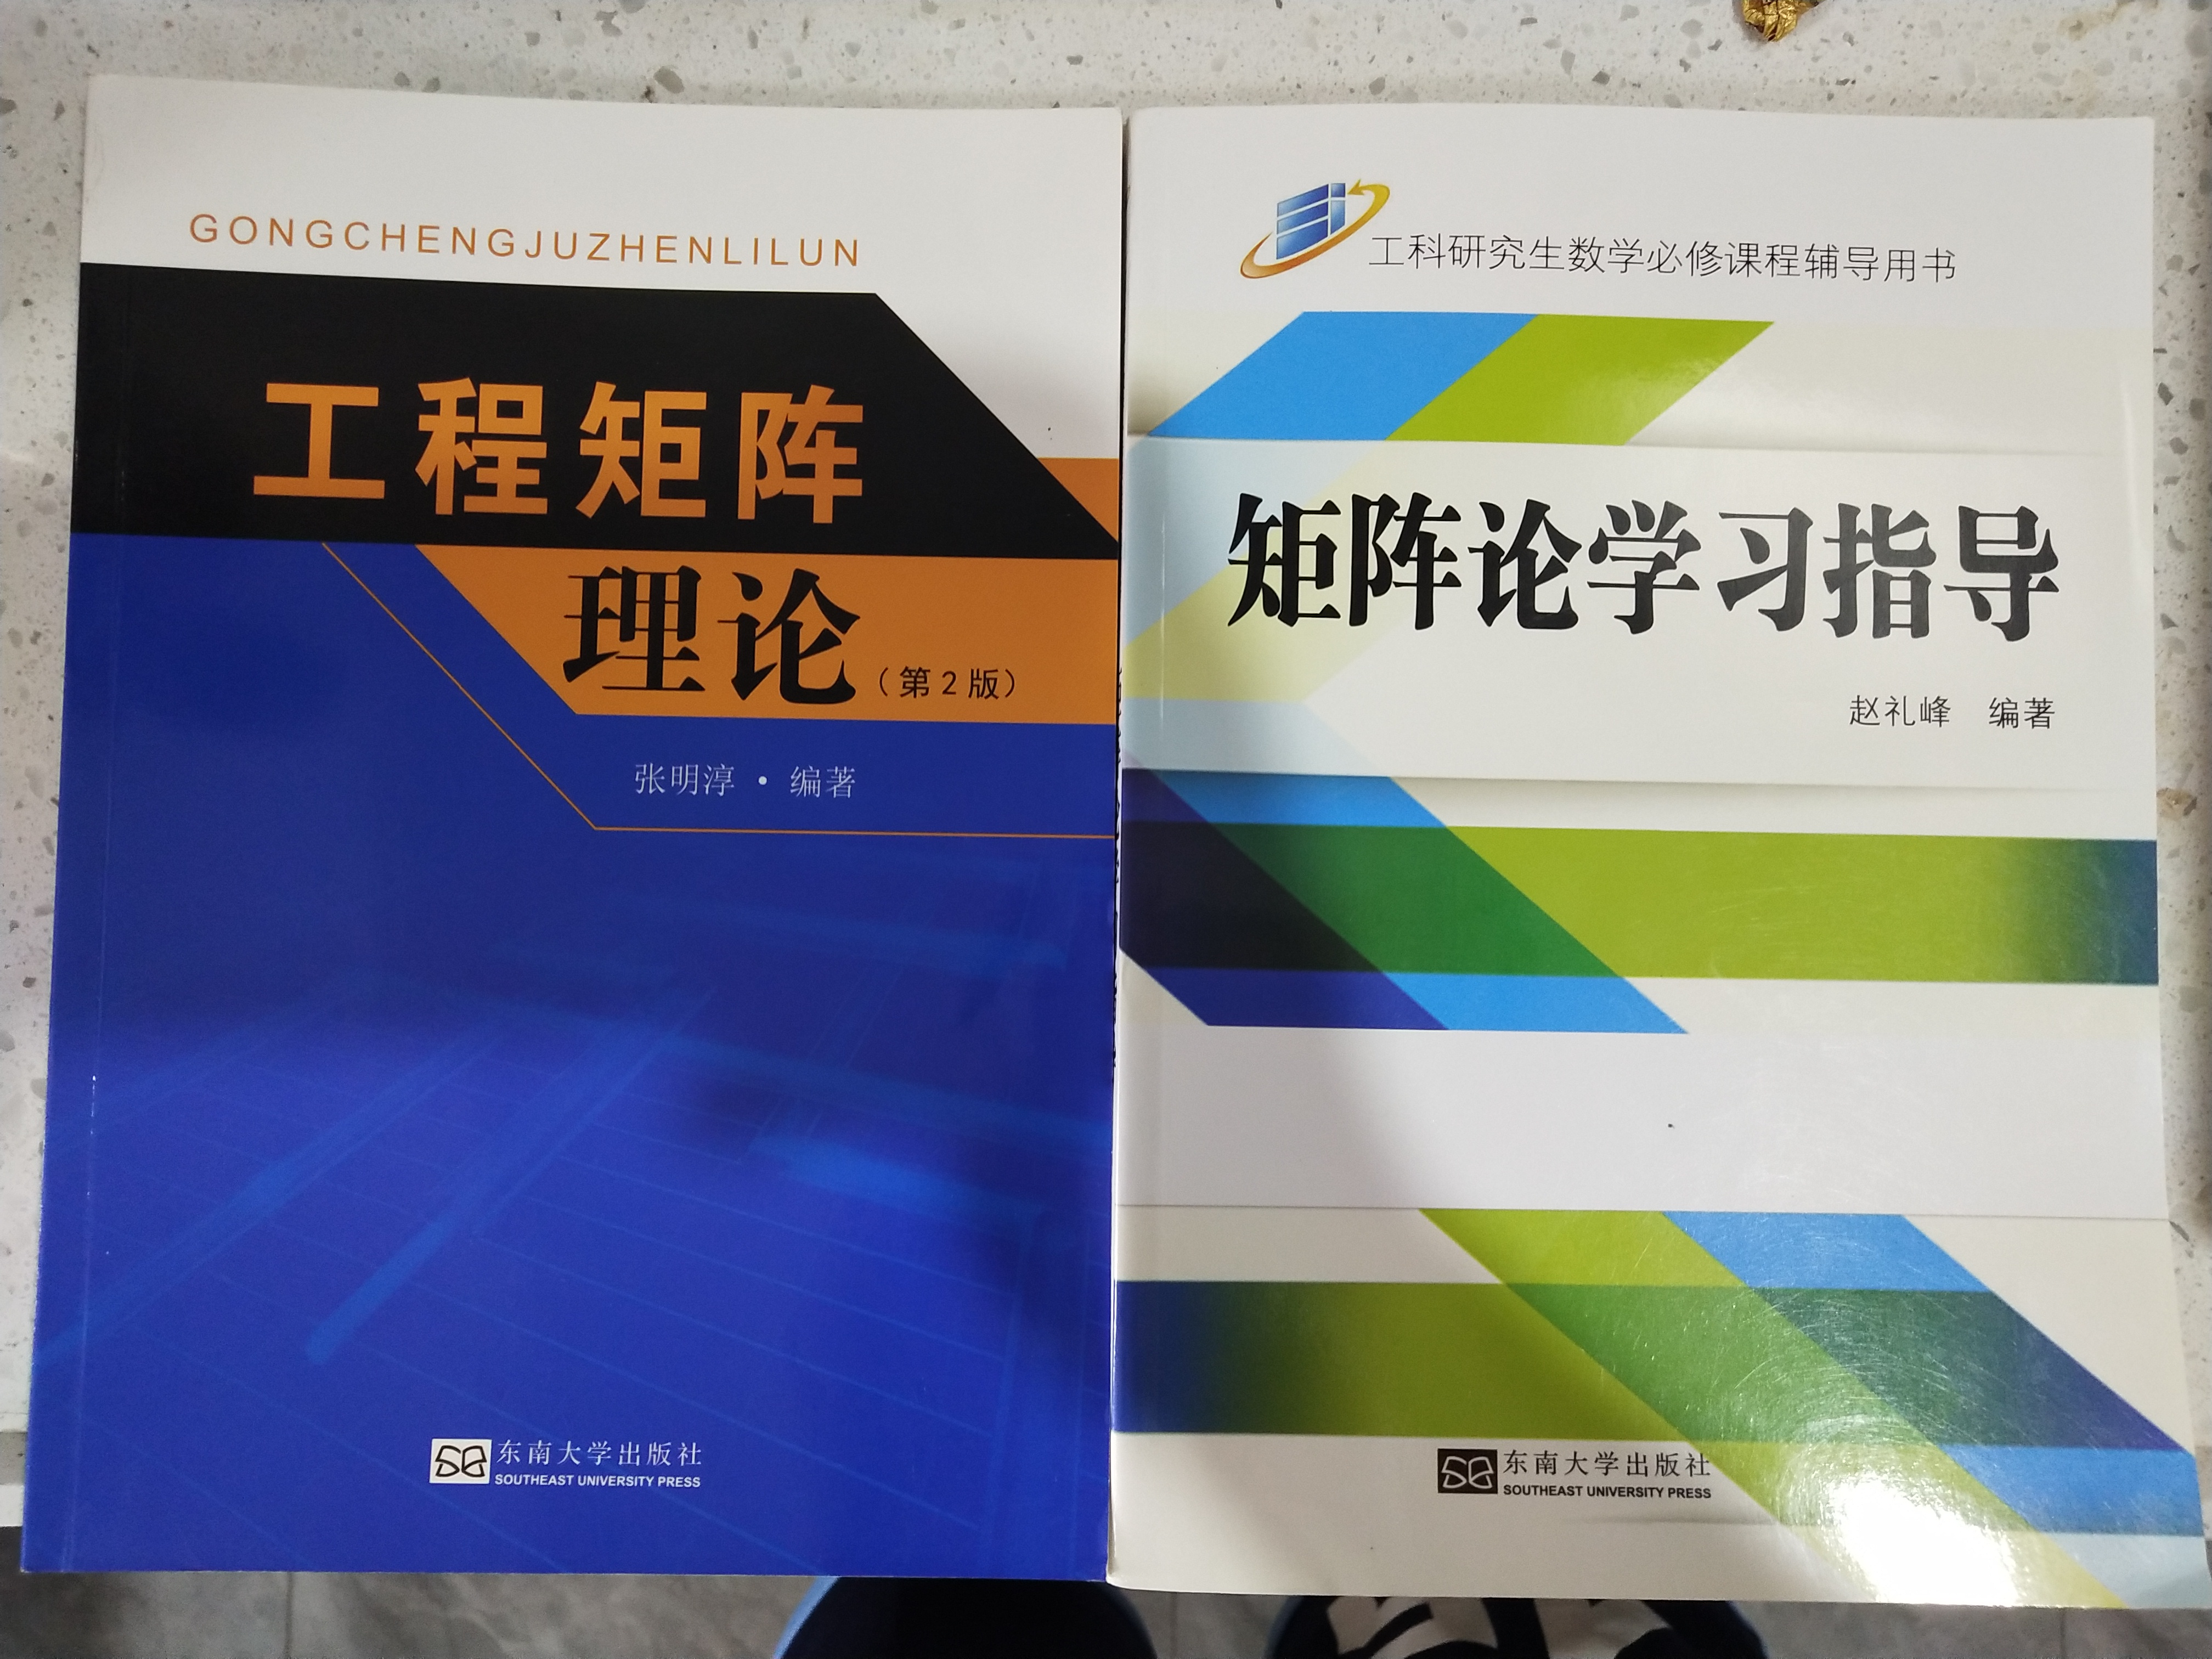 GONGCHENGJUZHENLILUN
工程矩阵
理论（第2版）
张明淳·编著
东南大学出版社
SOUTHEAST UNIVERSITY PRESS
工科研究生数学必修课程辅导用书
矩阵论学习指导
赵礼峰 编著
东南大学出版社
SOUTHEAST UNIVERSITY PRESS